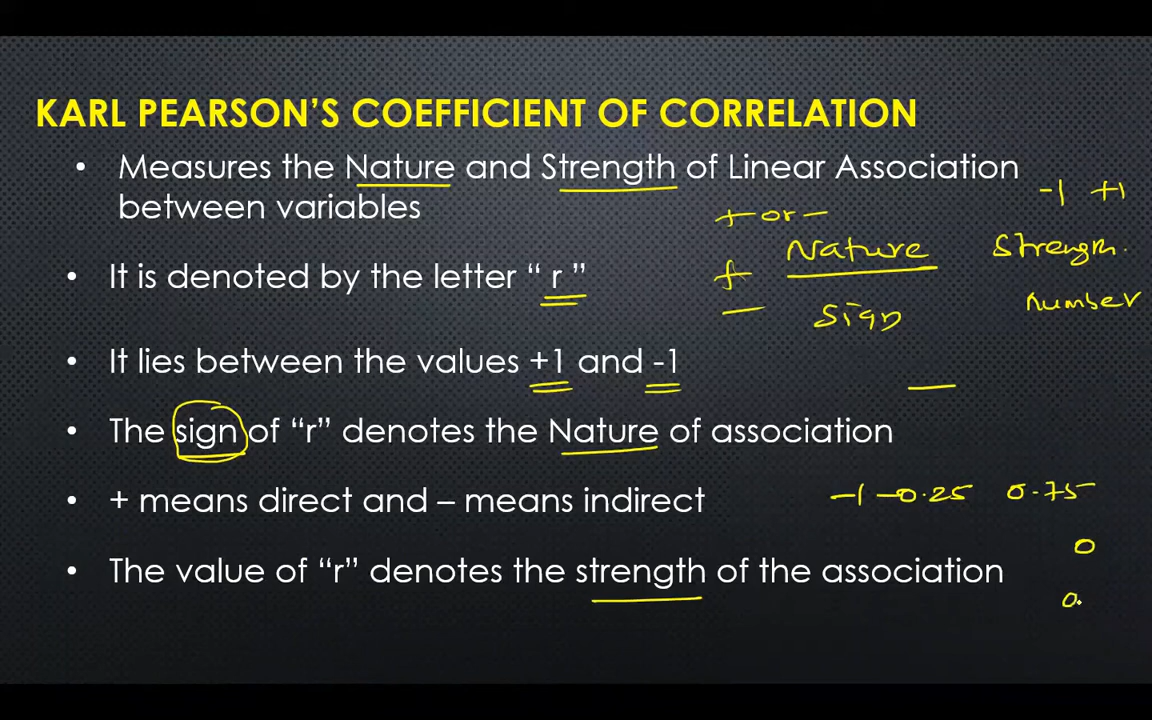 KARL PEARSON'S COEFFICIENT OF CORRELATION
• Measures the Nature and Strength of Linear Association
between variables
-1 +1
+ or -
Nature
Strength.
• It is denoted by the letter “ r ”
+
-
Sign
number
• It lies between the values +1 and -1
• The sign of “r” denotes the Nature of association
• + means direct and – means indirect
-1 -0.25 0.75
0
• The value of “r” denotes the strength of the association
0.